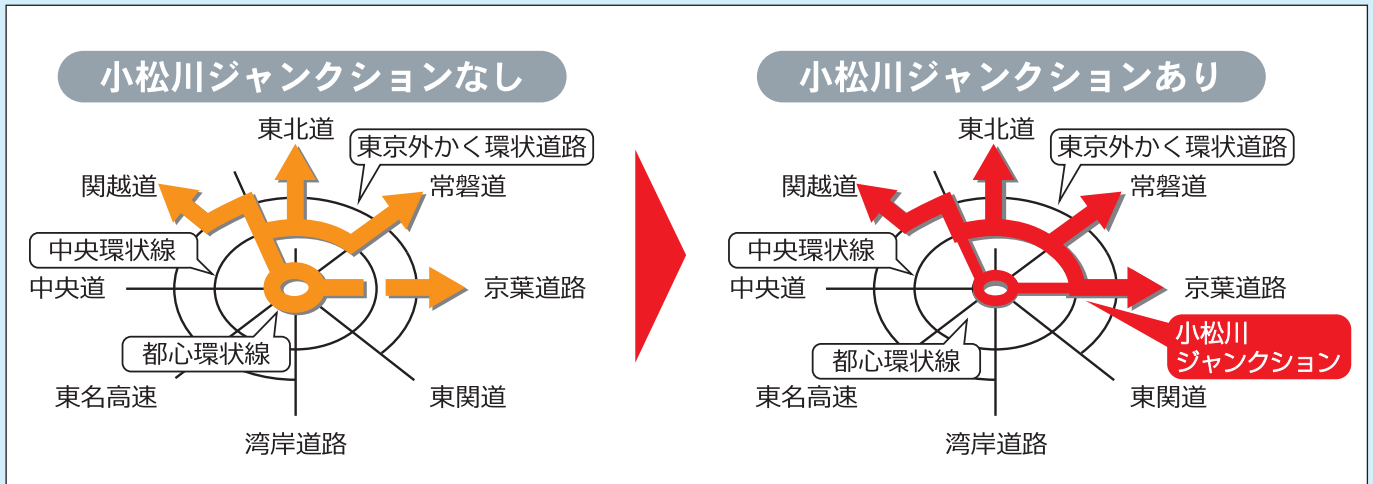 小松川ジャンクションなし
東北道
東京外かく環状道路
関越道
常磐道
中央環状線
中央道
京葉道路
都心環状線
東名高速
東関道
湾岸道路
小松川ジャンクションあり
東北道
東京外かく環状道路
関越道
常磐道
中央環状線
中央道
京葉道路
小松川
ジャンクション
都心環状線
東名高速
東関道
湾岸道路